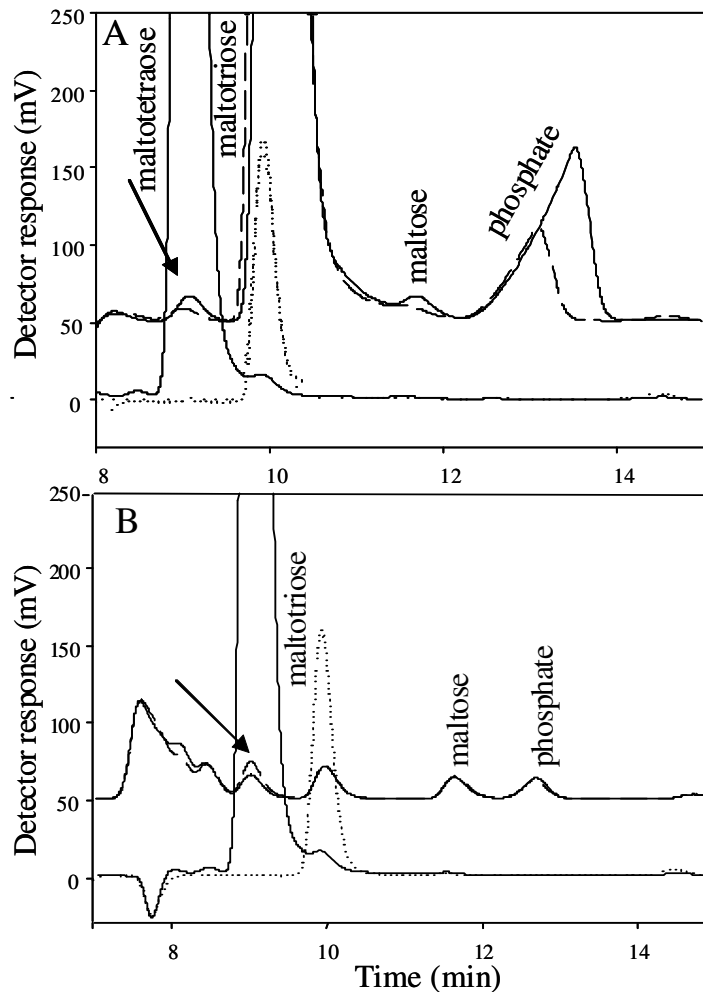 A
250
200
150
100
50
0
Detector response (mV)
maltotetraose
maltotriose
maltose
phosphate
8
10
12
14
B
250
200
150
100
50
0
Detector response (mV)
maltotriose
maltose
phosphate
8
10
12
14
Time (min)